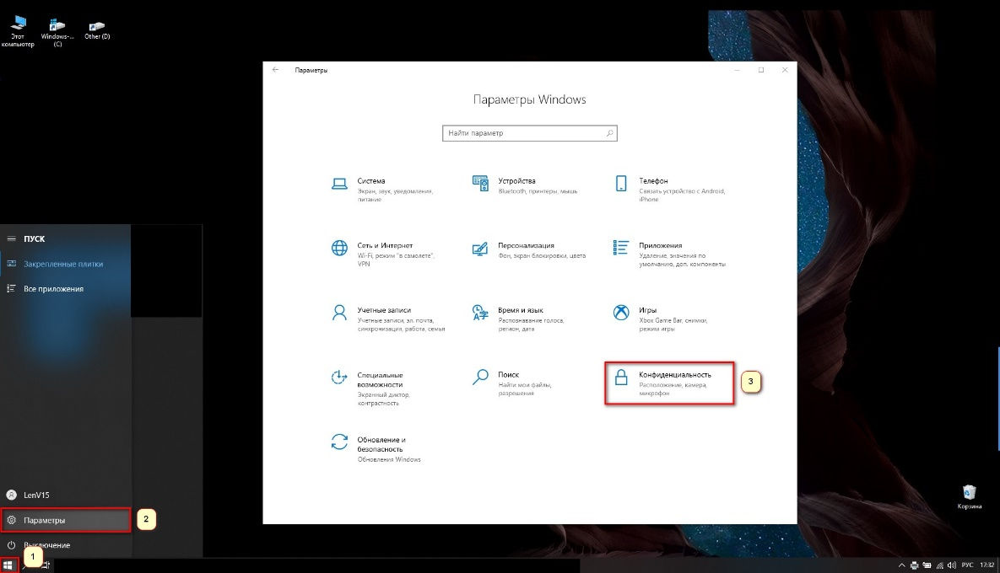 Этот
компьютер
Windows-...
(C)
Other (D)
Параметры
Параметры Windows
Найти параметр
Система
Экран, звук, уведомления,
питание
Устройства
Bluetooth, принтеры, мышь
Телефон
Связать устройство с Android,
iPhone
Сеть и Интернет
Wi-Fi, режим "в самолете",
VPN
Персонализация
Фон, экран блокировки, цвета
Приложения
Удаление, значения по
умолчанию, доп. компоненты
Учетные записи
Учетные записи, эл. почта,
синхронизация, работа, семья
Время и язык
Распознавание голоса,
регион, дата
Игры
Xbox Game Bar, снимки,
режим игры
Специальные
возможности
Экранный диктор,
контрастность
Поиск
Найти мои файлы,
разрешения
Конфиденциальность
Расположение, камера,
микрофон
3
Обновление и
безопасность
Обновления Windows
ПУСК
Закрепленные плитки
Все приложения
LenV15
Параметры
2
Выключение
1
Корзина
РУС
17:32